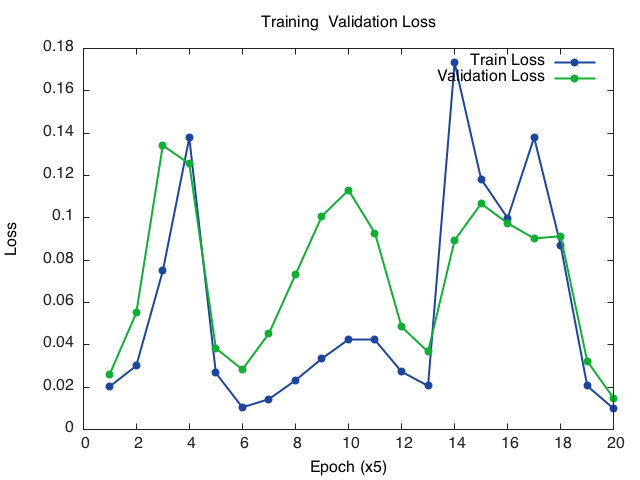 Training  Validation Loss
Train Loss
Validation Loss
0.18
0.16
0.14
0.12
0.1
0.08
0.06
0.04
0.02
0
Loss
0 2 4 6 8 10 12 14 16 18 20
Epoch (x5)